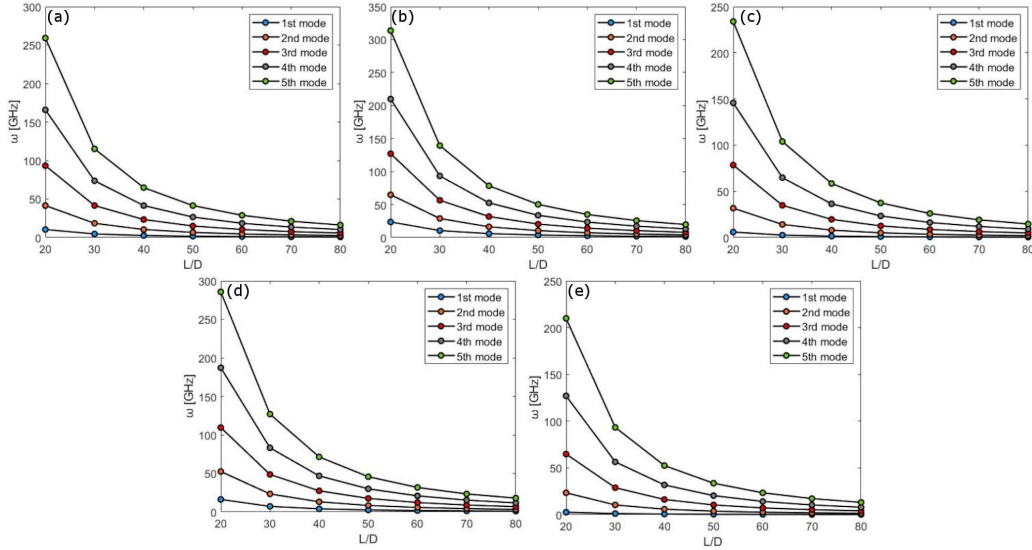 (a)
300
250
200
150
100
50
0
ω [GHz]
20 30 40 50 60 70 80
L/D
1st mode
2nd mode
3rd mode
4th mode
5th mode
(b)
350
300
250
200
150
100
50
0
ω [GHz]
20 30 40 50 60 70 80
L/D
1st mode
2nd mode
3rd mode
4th mode
5th mode
(c)
250
200
150
100
50
0
ω [GHz]
20 30 40 50 60 70 80
L/D
1st mode
2nd mode
3rd mode
4th mode
5th mode
(d)
300
250
200
150
100
50
0
ω [GHz]
20 30 40 50 60 70 80
L/D
1st mode
2nd mode
3rd mode
4th mode
5th mode
(e)
250
200
150
100
50
0
ω [GHz]
20 30 40 50 60 70 80
L/D
1st mode
2nd mode
3rd mode
4th mode
5th mode